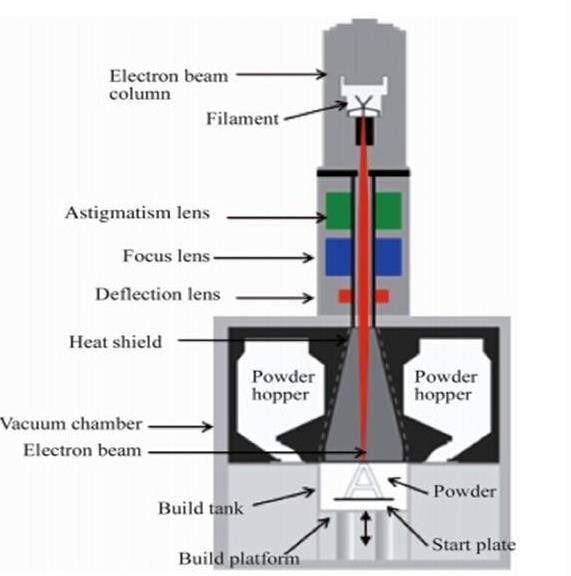 Electron beam
column
Filament
Astigmatism lens
Focus lens
Deflection lens
Heat shield
Powder
hopper
Powder
hopper
Vacuum chamber
Electron beam
A
Powder
Build tank
Start plate
Build platform